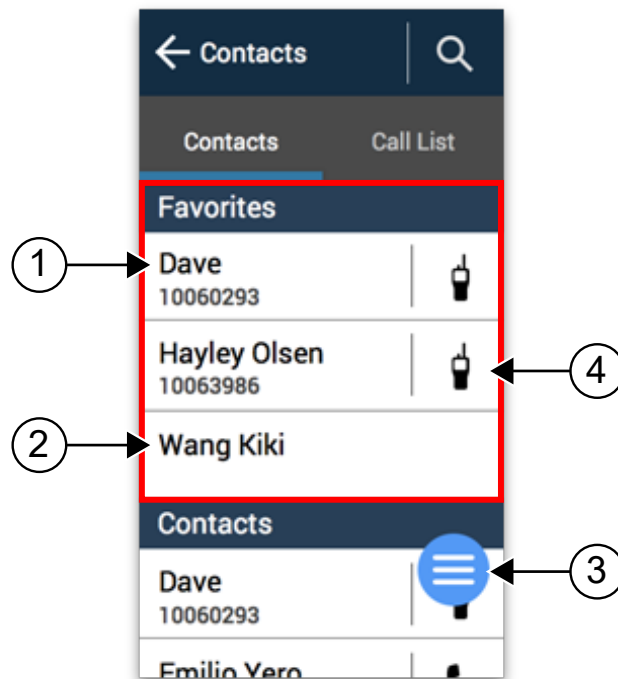 Contacts
Contacts Call List
Favorites
1
Dave
10060293
Hayley Olsen
10063986
4
2
Wang Kiki
Contacts
3
Dave
10060293
Emilio Yero